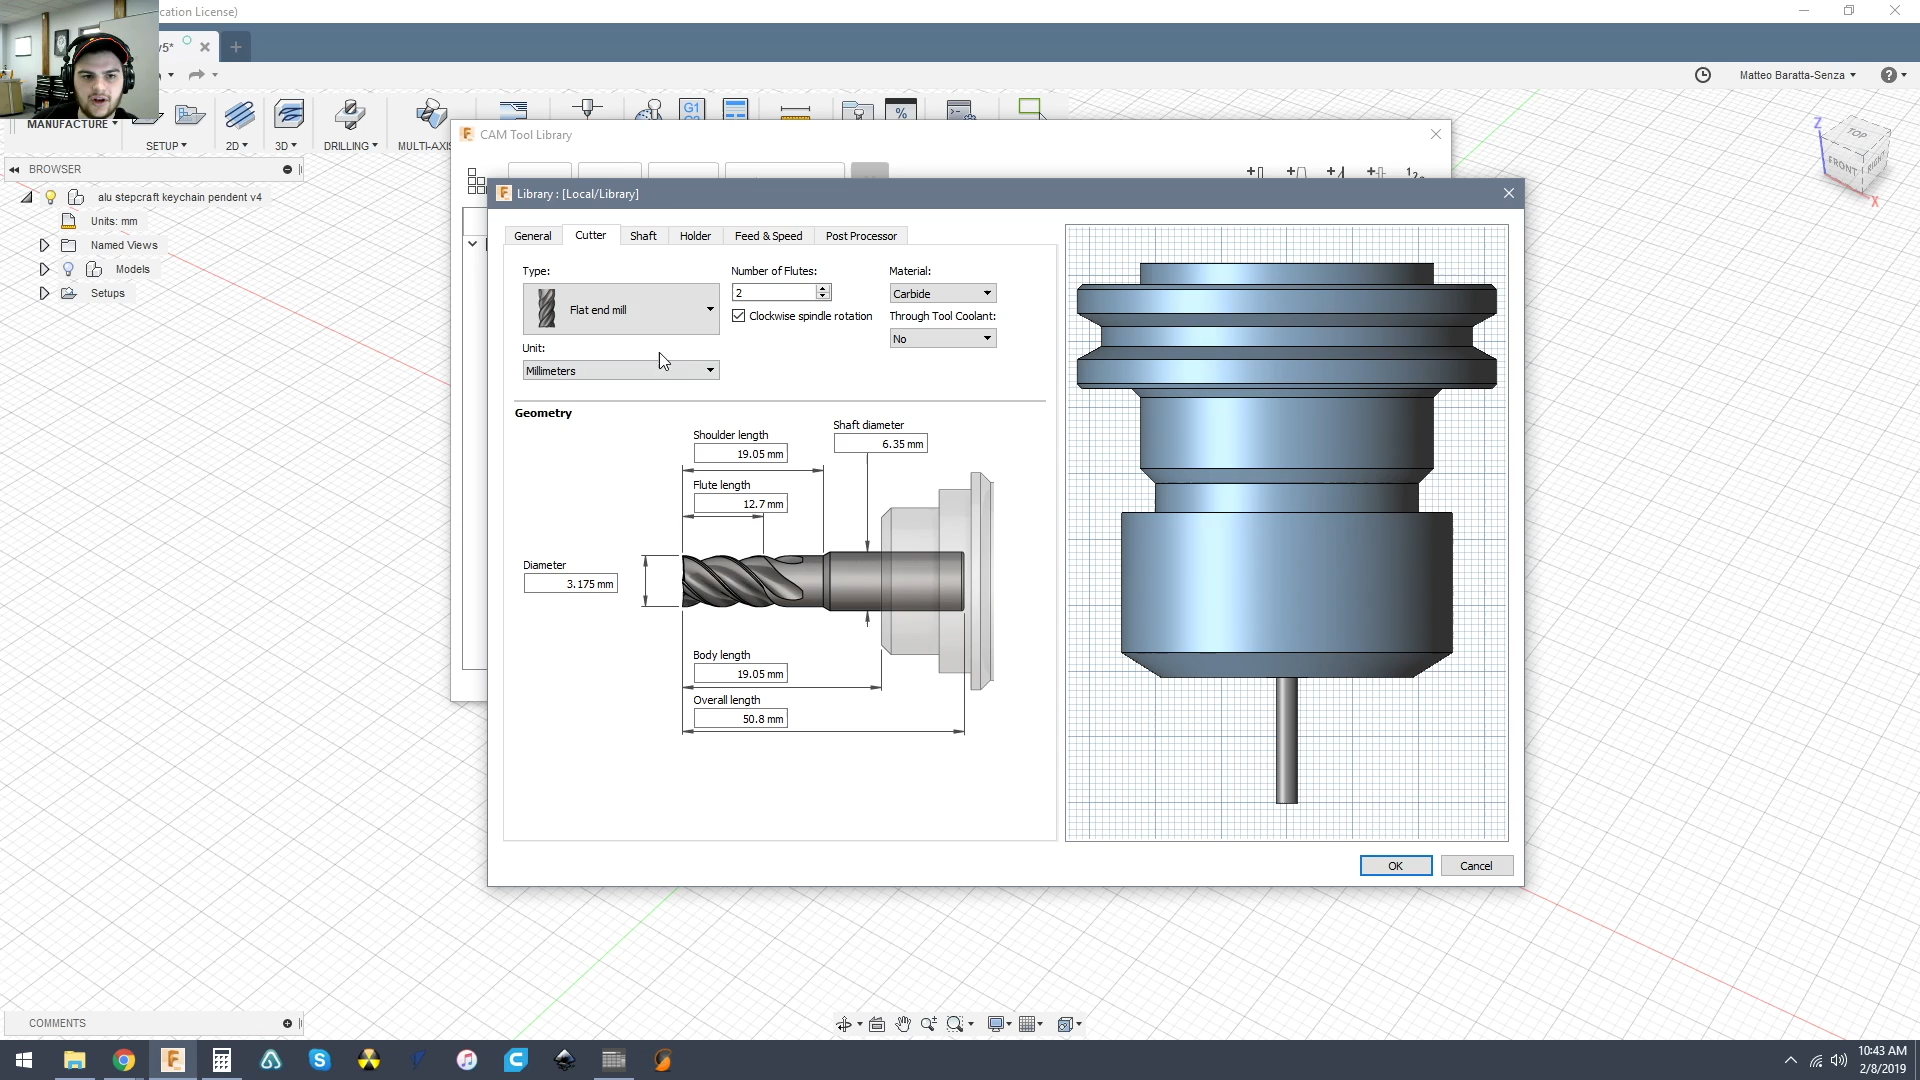 cation License)
v5*
Matteo Baratta-Senza
MANUFACTURE
SETUP
2D
3D
DRILLING
MULTI-AXIS
G1
%
CAM Tool Library
BROWSER
alu stepcraft keychain pendent v4
Units: mm
Named Views
Models
Setups
Library : [Local/Library]
General
Cutter
Shaft
Holder
Feed & Speed
Post Processor
Type:
Flat end mill
Unit:
Millimeters
Number of Flutes:
2
Clockwise spindle rotation
Material:
Carbide
Through Tool Coolant:
No
Geometry
Shoulder length
19.05 mm
Shaft diameter
6.35 mm
Flute length
12.7 mm
Diameter
3.175 mm
Body length
19.05 mm
Overall length
50.8 mm
OK
Cancel
Z
TOP
FRONT
RIGHT
X
COMMENTS
10:43 AM
2/8/2019